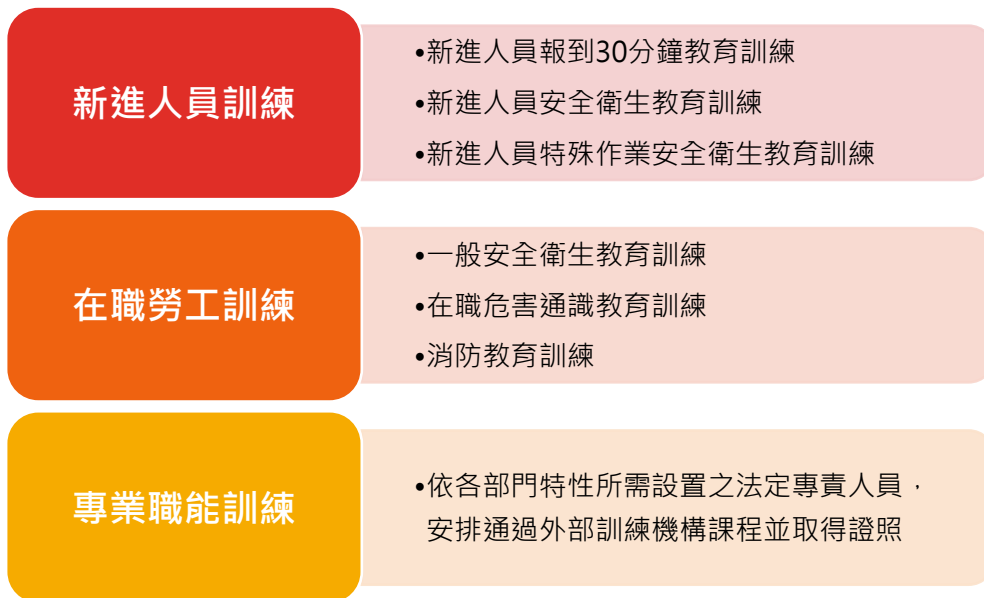 新進人員訓練
•新進人員報到30分鐘教育訓練
•新進人員安全衛生教育訓練
•新進人員特殊作業安全衛生教育訓練
在職勞工訓練
•一般安全衛生教育訓練
•在職危害通識教育訓練
•消防教育訓練
專業職能訓練
•依各部門特性所需設置之法定專責人員，
安排通過外部訓練機構課程並取得證照